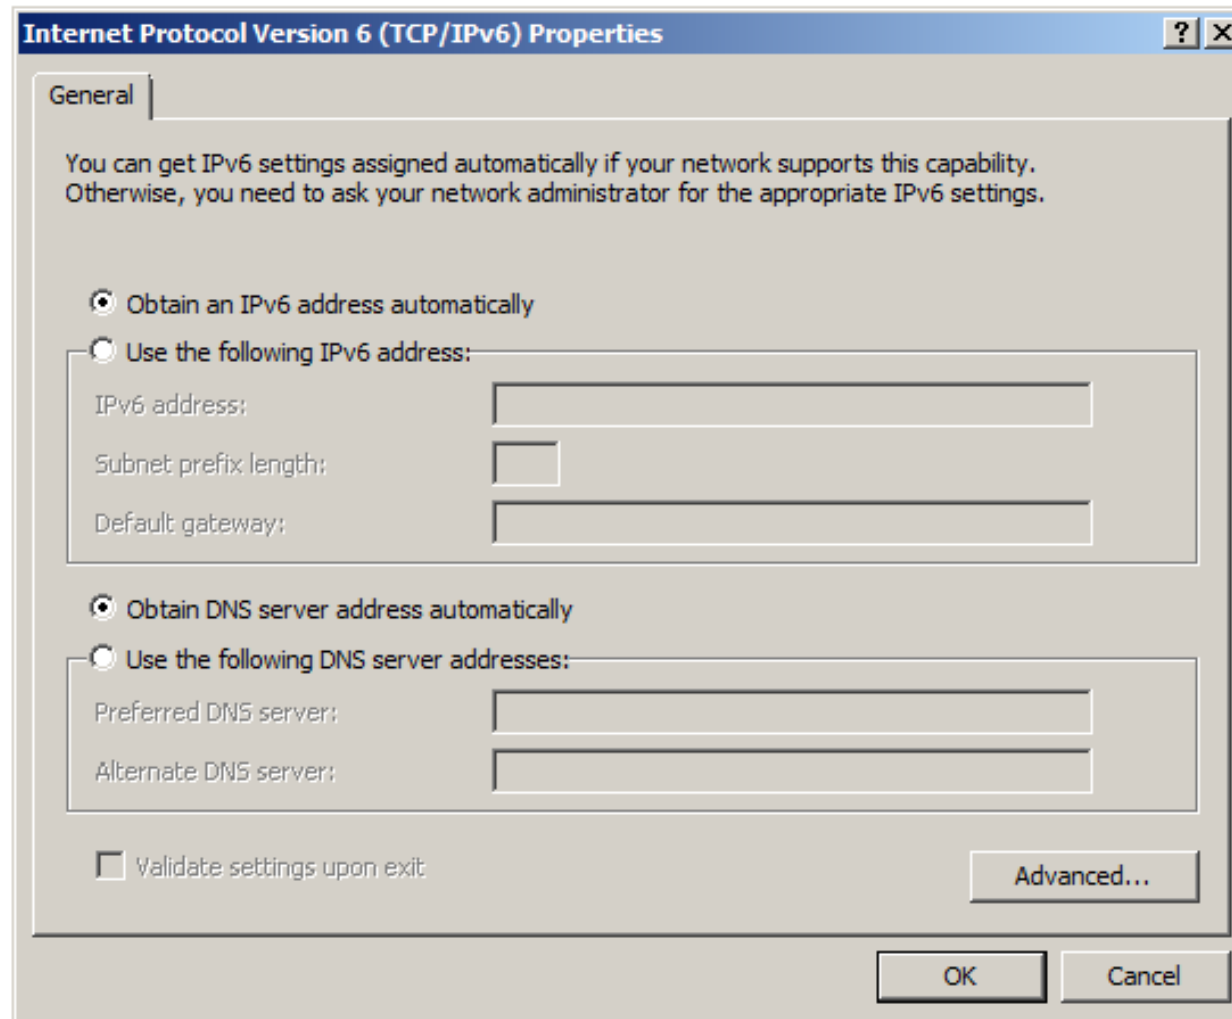 Internet Protocol Version 6 (TCP/IPv6) Properties
?
General
You can get IPv6 settings assigned automatically if your network supports this capability.
Otherwise, you need to ask your network administrator for the appropriate IPv6 settings.
Obtain an IPv6 address automatically
Use the following IPv6 address:
IPv6 address:
Subnet prefix length:
Default gateway:
Obtain DNS server address automatically
Use the following DNS server addresses:
Preferred DNS server:
Alternate DNS server:
Validate settings upon exit
Advanced...
OK
Cancel